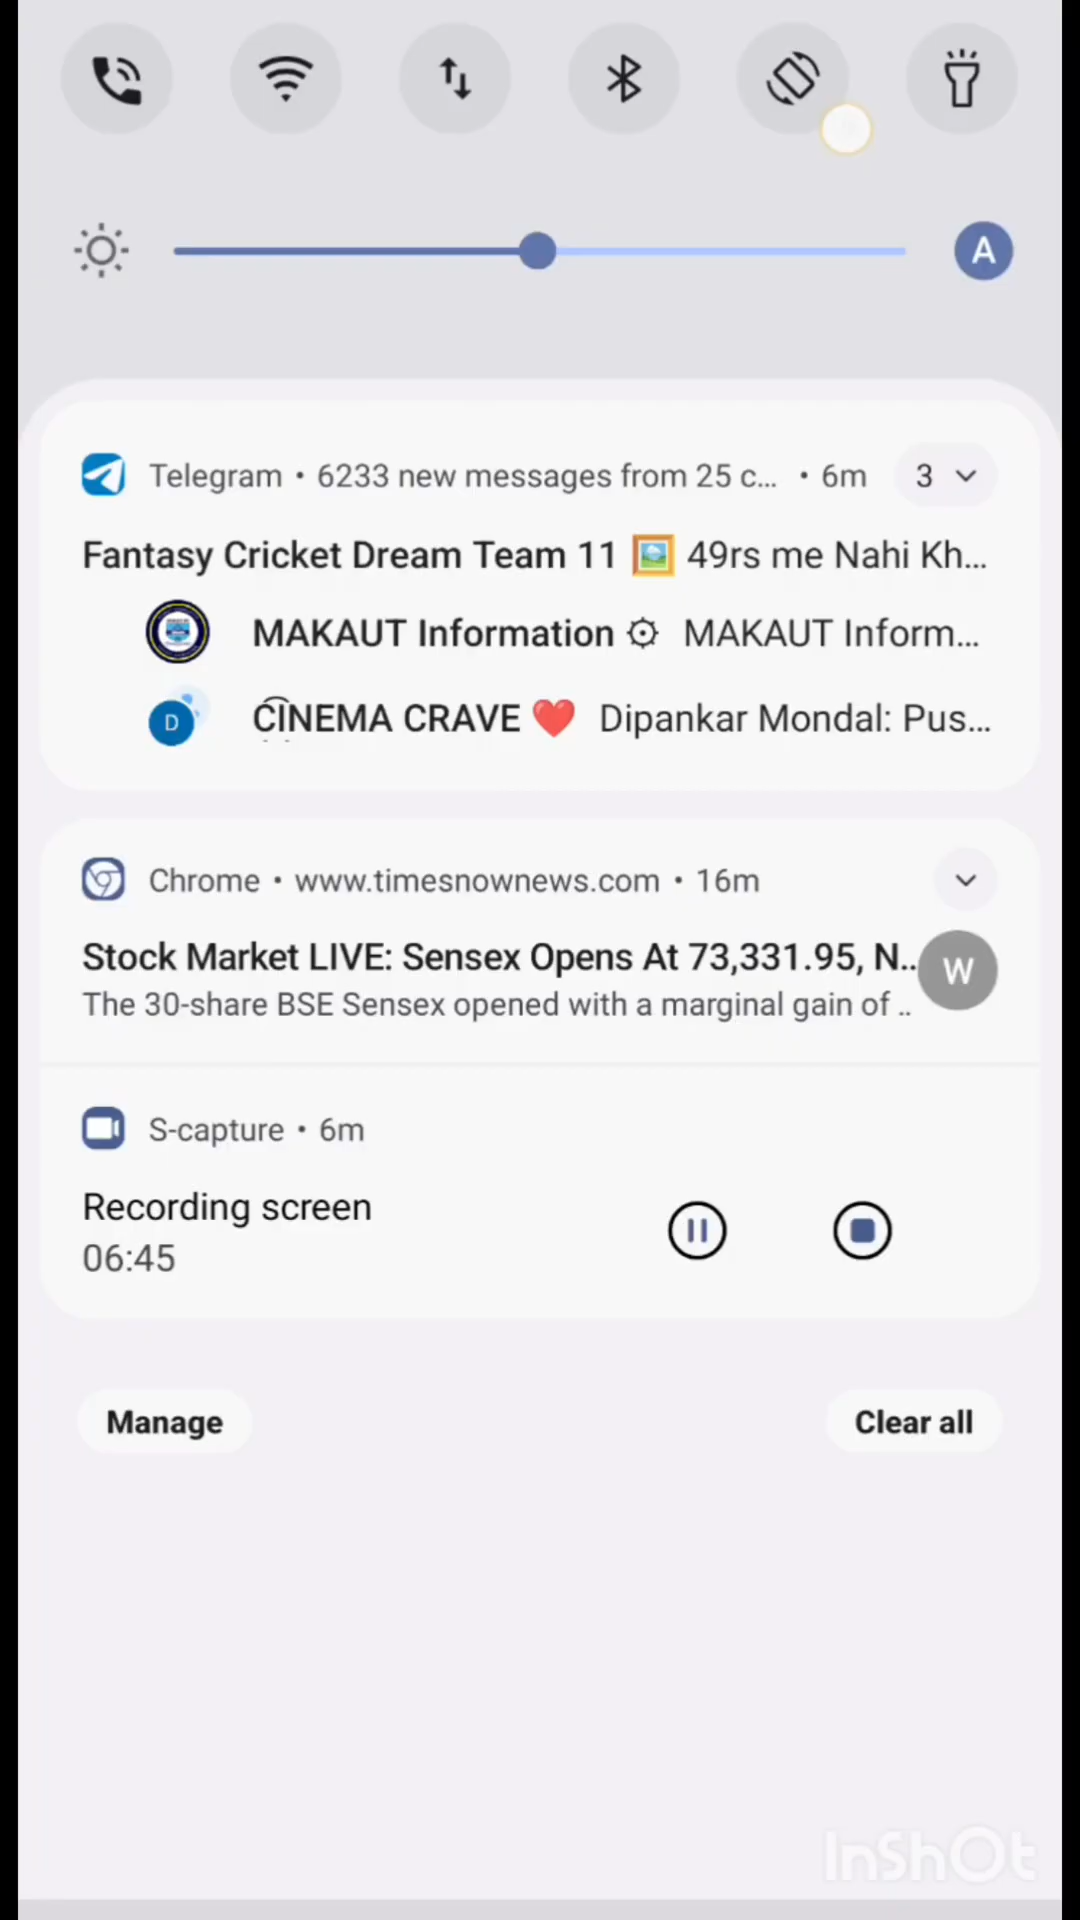 A
Telegram • 6233 new messages from 25 c... • 6m
3
Fantasy Cricket Dream Team 11 🖼️ 49rs me Nahi Kh...
MAKAUT Information ⚙ MAKAUT Inform...
D
CINEMA CRAVE ❤️ Dipankar Mondal: Pus...
Chrome • www.timesnownews.com • 16m
Stock Market LIVE: Sensex Opens At 73,331.95, N..
W
The 30-share BSE Sensex opened with a marginal gain of ..
S-capture • 6m
Recording screen
06:45
Manage
Clear all
InShOt